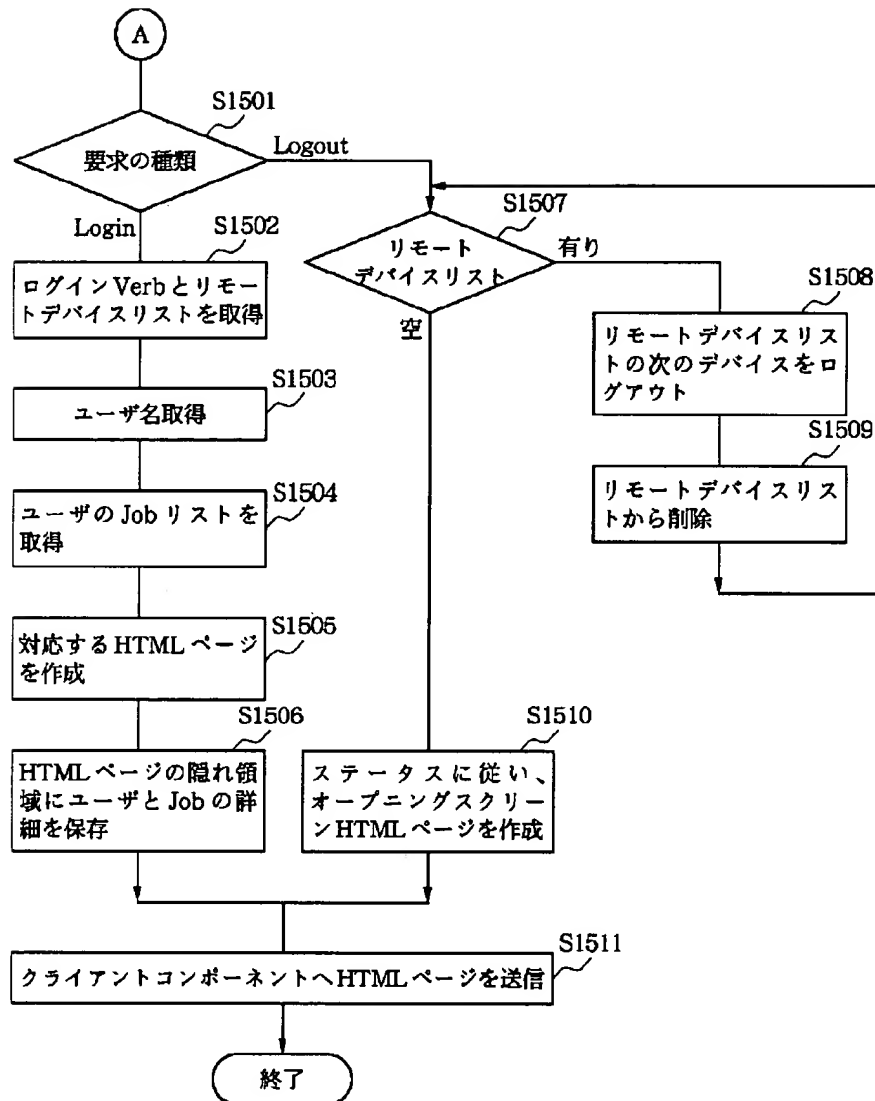 A
S1501
要求の種類
Logout
Login
S1502
ログインVerbとリモー
トデバイスリストを取得
S1503
ユーザ名取得
S1504
ユーザのJobリストを
取得
S1505
対応するHTMLページ
を作成
S1506
HTMLページの隠れ領
域にユーザとJobの詳
細を保存
S1507
リモート
デバイスリスト
有り
空
S1508
リモートデバイスリス
トの次のデバイスをロ
グアウト
S1509
リモートデバイスリス
トから削除
S1510
ステータスに従い、
オープニングスクリー
ンHTMLページを作成
S1511
クライアントコンポーネントへHTMLページを送信
終了